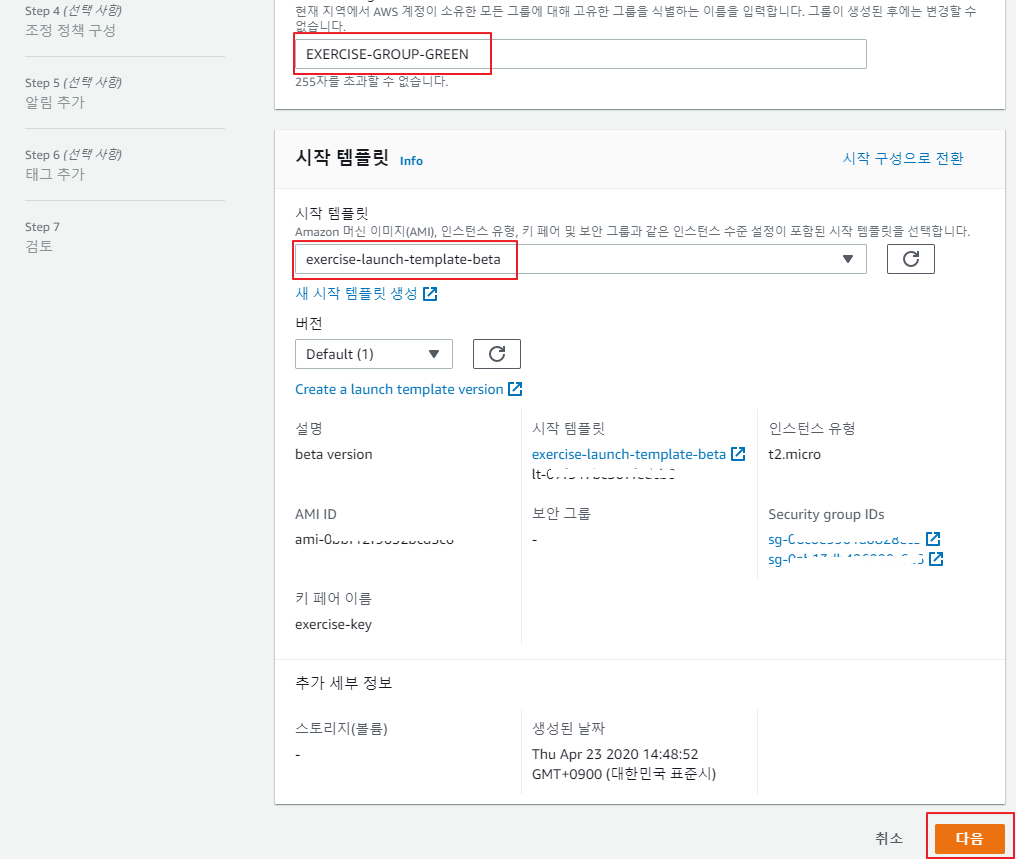 Step 4 (선택 사항)
조정 정책 구성
Step 5 (선택 사항)
알림 추가
Step 6 (선택 사항)
태그 추가
Step 7
검토
현재 지역에서 AWS 계정이 소유한 모든 그룹에 대해 고유한 그룹을 식별하는 이름을 입력합니다. 그룹이 생성된 후에는 변경할 수
없습니다.
EXERCISE-GROUP-GREEN
255자를 초과할 수 없습니다.
시작 템플릿 Info
시작 구성으로 전환
시작 템플릿
Amazon 머신 이미지(AMI), 인스턴스 유형, 키 페어 및 보안 그룹과 같은 인스턴스 수준 설정이 포함된 시작 템플릿을 선택합니다.
exercise-launch-template-beta
새 시작 템플릿 생성
버전
Default (1)
Create a launch template version
설명
beta version
시작 템플릿
exercise-launch-template-beta
인스턴스 유형
t2.micro
AMI ID
보안 그룹
-
Security group IDs
키 페어 이름
exercise-key
추가 세부 정보
스토리지(볼륨)
-
생성된 날짜
Thu Apr 23 2020 14:48:52
GMT+0900 (대한민국 표준시)
취소
다음